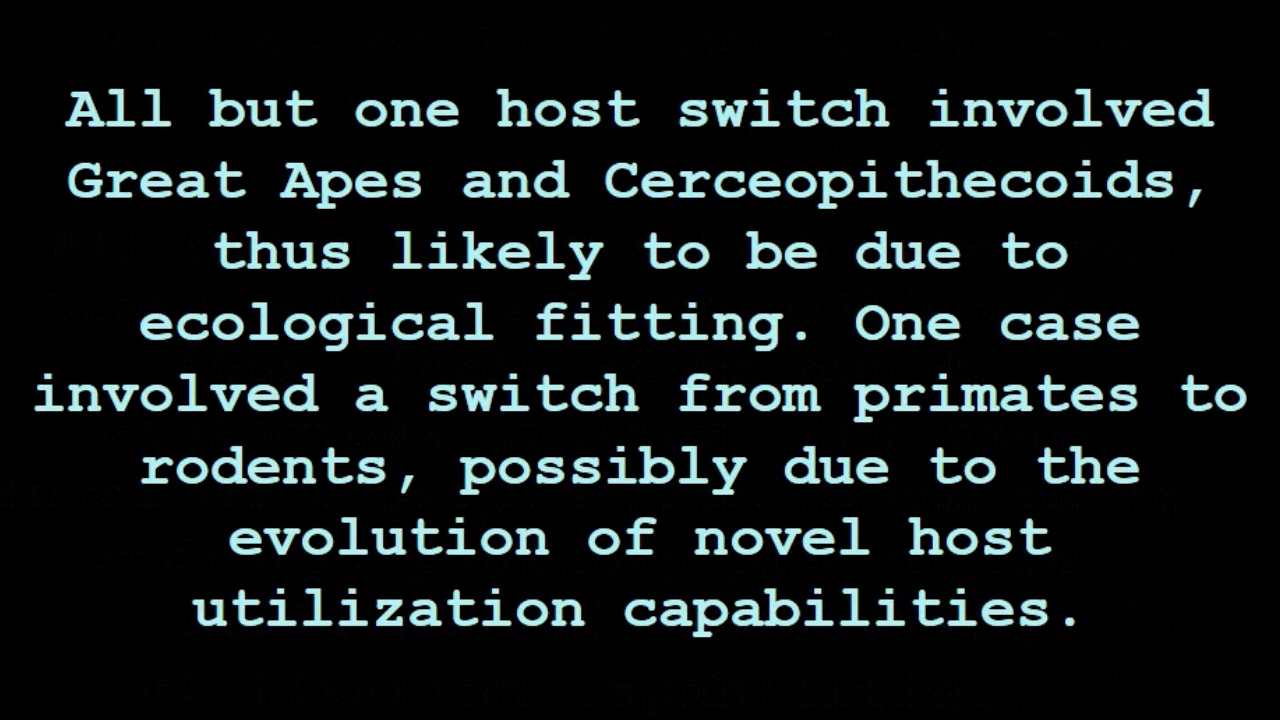 All but one host switch involved
Great Apes and Cerceopithecoids,
thus likely to be due to
ecological fitting. One case
involved a switch from primates to
rodents, possibly due to the
evolution of novel host
utilization capabilities.